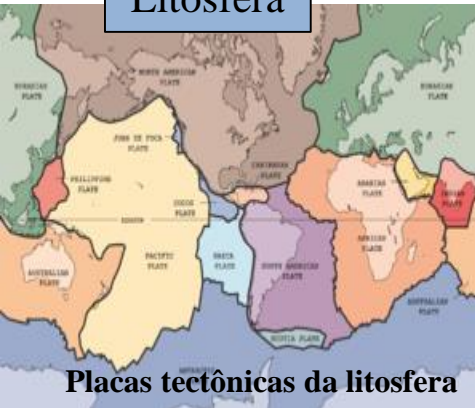 Litosfera
NORTH AMERICAN
PLATE
EURASIAN
PLATE
EURASIAN
PLATE
JUAN DE FUCA
PLATE
CARIBBEAN
PLATE
PHILIPPINE
PLATE
ARABIAN
PLATE
INDIAN
PLATE
COCOS
PLATE
EQUATOR
AFRICAN
PLATE
PACIFIC
PLATE
NAZCA
PLATE
SOUTH AMERICAN
PLATE
AUSTRALIAN
PLATE
AUSTRALIAN
PLATE
SCOTIA PLATE
ANTARCTIC
Placas tectônicas da litosfera